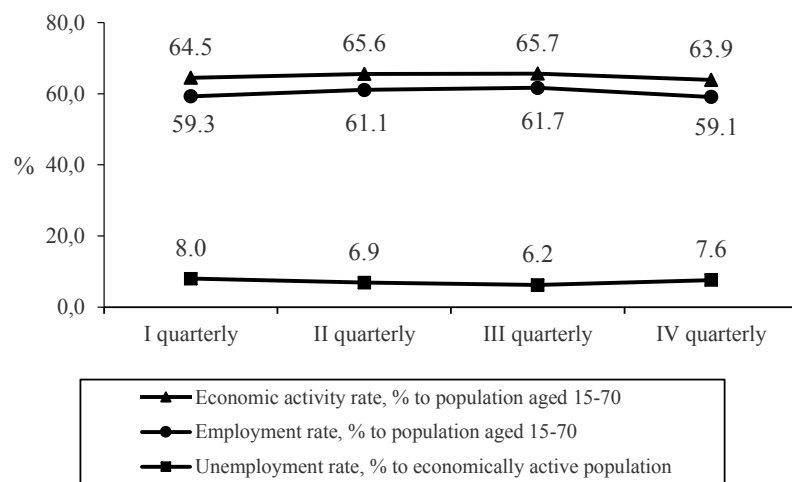 80,0
64.5 65.6 65.7 63.9
60,0
59.3 61.1 61.7 59.1
40,0
%
20,0
8.0 6.9 6.2 7.6
0,0
I quarterly II quarterly III quarterly IV quarterly
Economic activity rate, % to population aged 15-70
Employment rate, % to population aged 15-70
Unemployment rate, % to economically active population